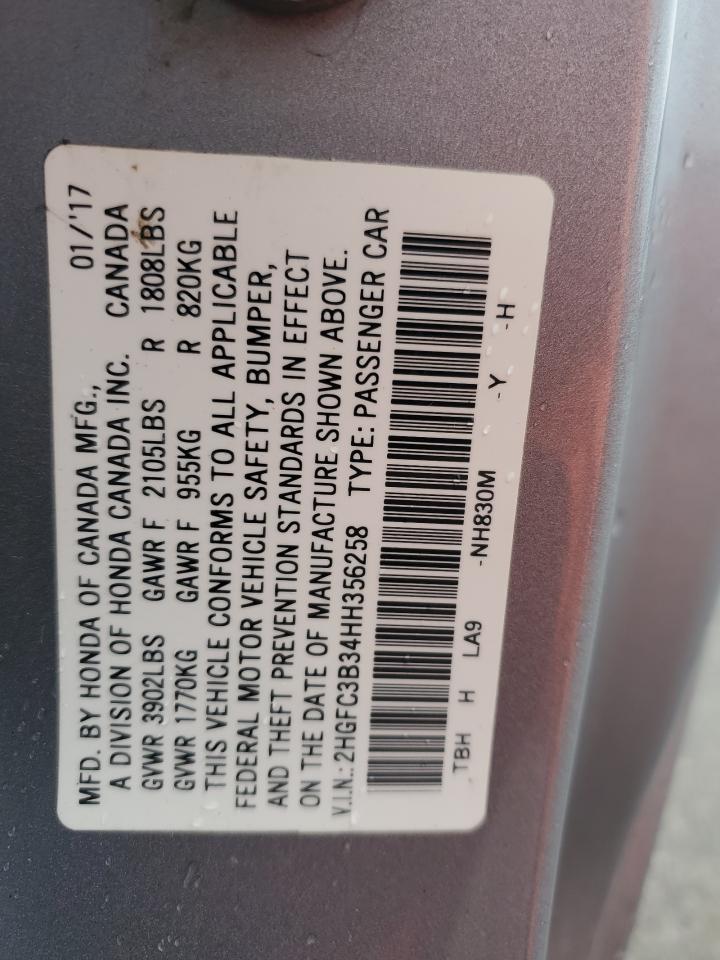 MFD. BY HONDA OF CANADA MFG., 01/'17
A DIVISION OF HONDA CANADA INC. CANADA
GVWR 3902LBS GAWR F 2105LBS R 1808LBS
GVWR 1770KG GAWR F 955KG R 820KG
THIS VEHICLE CONFORMS TO ALL APPLICABLE
FEDERAL MOTOR VEHICLE SAFETY, BUMPER,
AND THEFT PREVENTION STANDARDS IN EFFECT
ON THE DATE OF MANUFACTURE SHOWN ABOVE.
V.I.N.: 2HGFC3B34HH356258 TYPE: PASSENGER CAR
TBH H LA9 -NH830M -Y -H